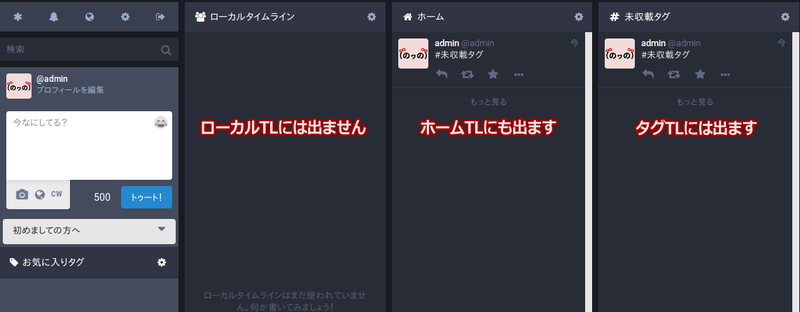 検索
@admin
プロフィールを編集
今なにしてる?
CW
500
トゥート!
初めましての方へ
お気に入りタグ
ローカルタイムライン
ローカルTLには出ません
ローカルタイムラインはまだ使われていませ
ん。何か書いてみましょう!
ホーム
(のヮの)
admin @admin
今
#未収載タグ
もっと見る
ホームTLにも出ます
未収載タグ
(のヮの)
admin @admin
今
#未収載タグ
もっと見る
タグTLには出ます